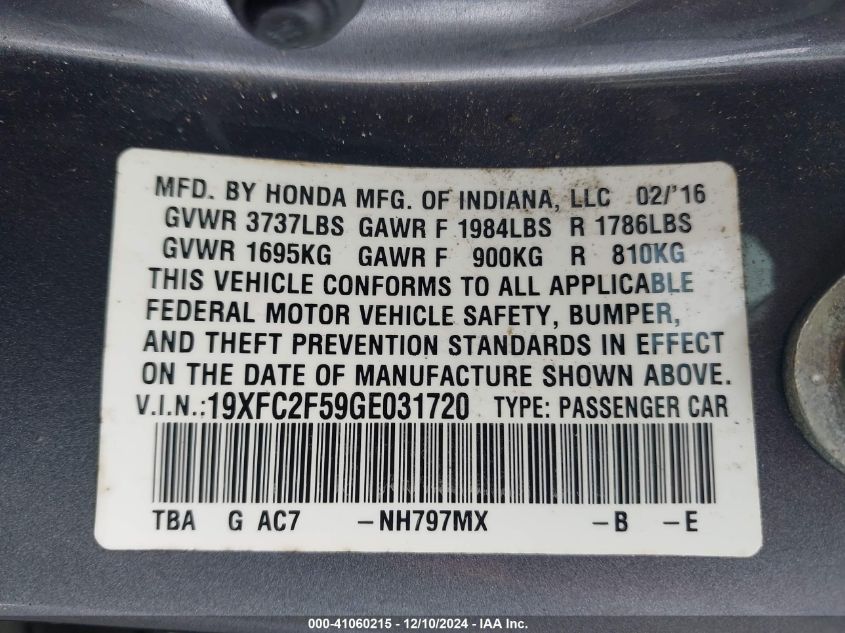 MFD. BY HONDA MFG. OF INDIANA, LLC 02/'16
GVWR 3737LBS GAWR F 1984LBS R 1786LBS
GVWR 1695KG GAWR F 900KG R 810KG
THIS VEHICLE CONFORMS TO ALL APPLICABLE
FEDERAL MOTOR VEHICLE SAFETY, BUMPER,
AND THEFT PREVENTION STANDARDS IN EFFECT
ON THE DATE OF MANUFACTURE SHOWN ABOVE.
V.I.N.:19XFC2F59GE031720 TYPE: PASSENGER CAR
TBA G AC7 -NH797MX -B -E
000-41060215 - 12/10/2024 - IAA Inc.